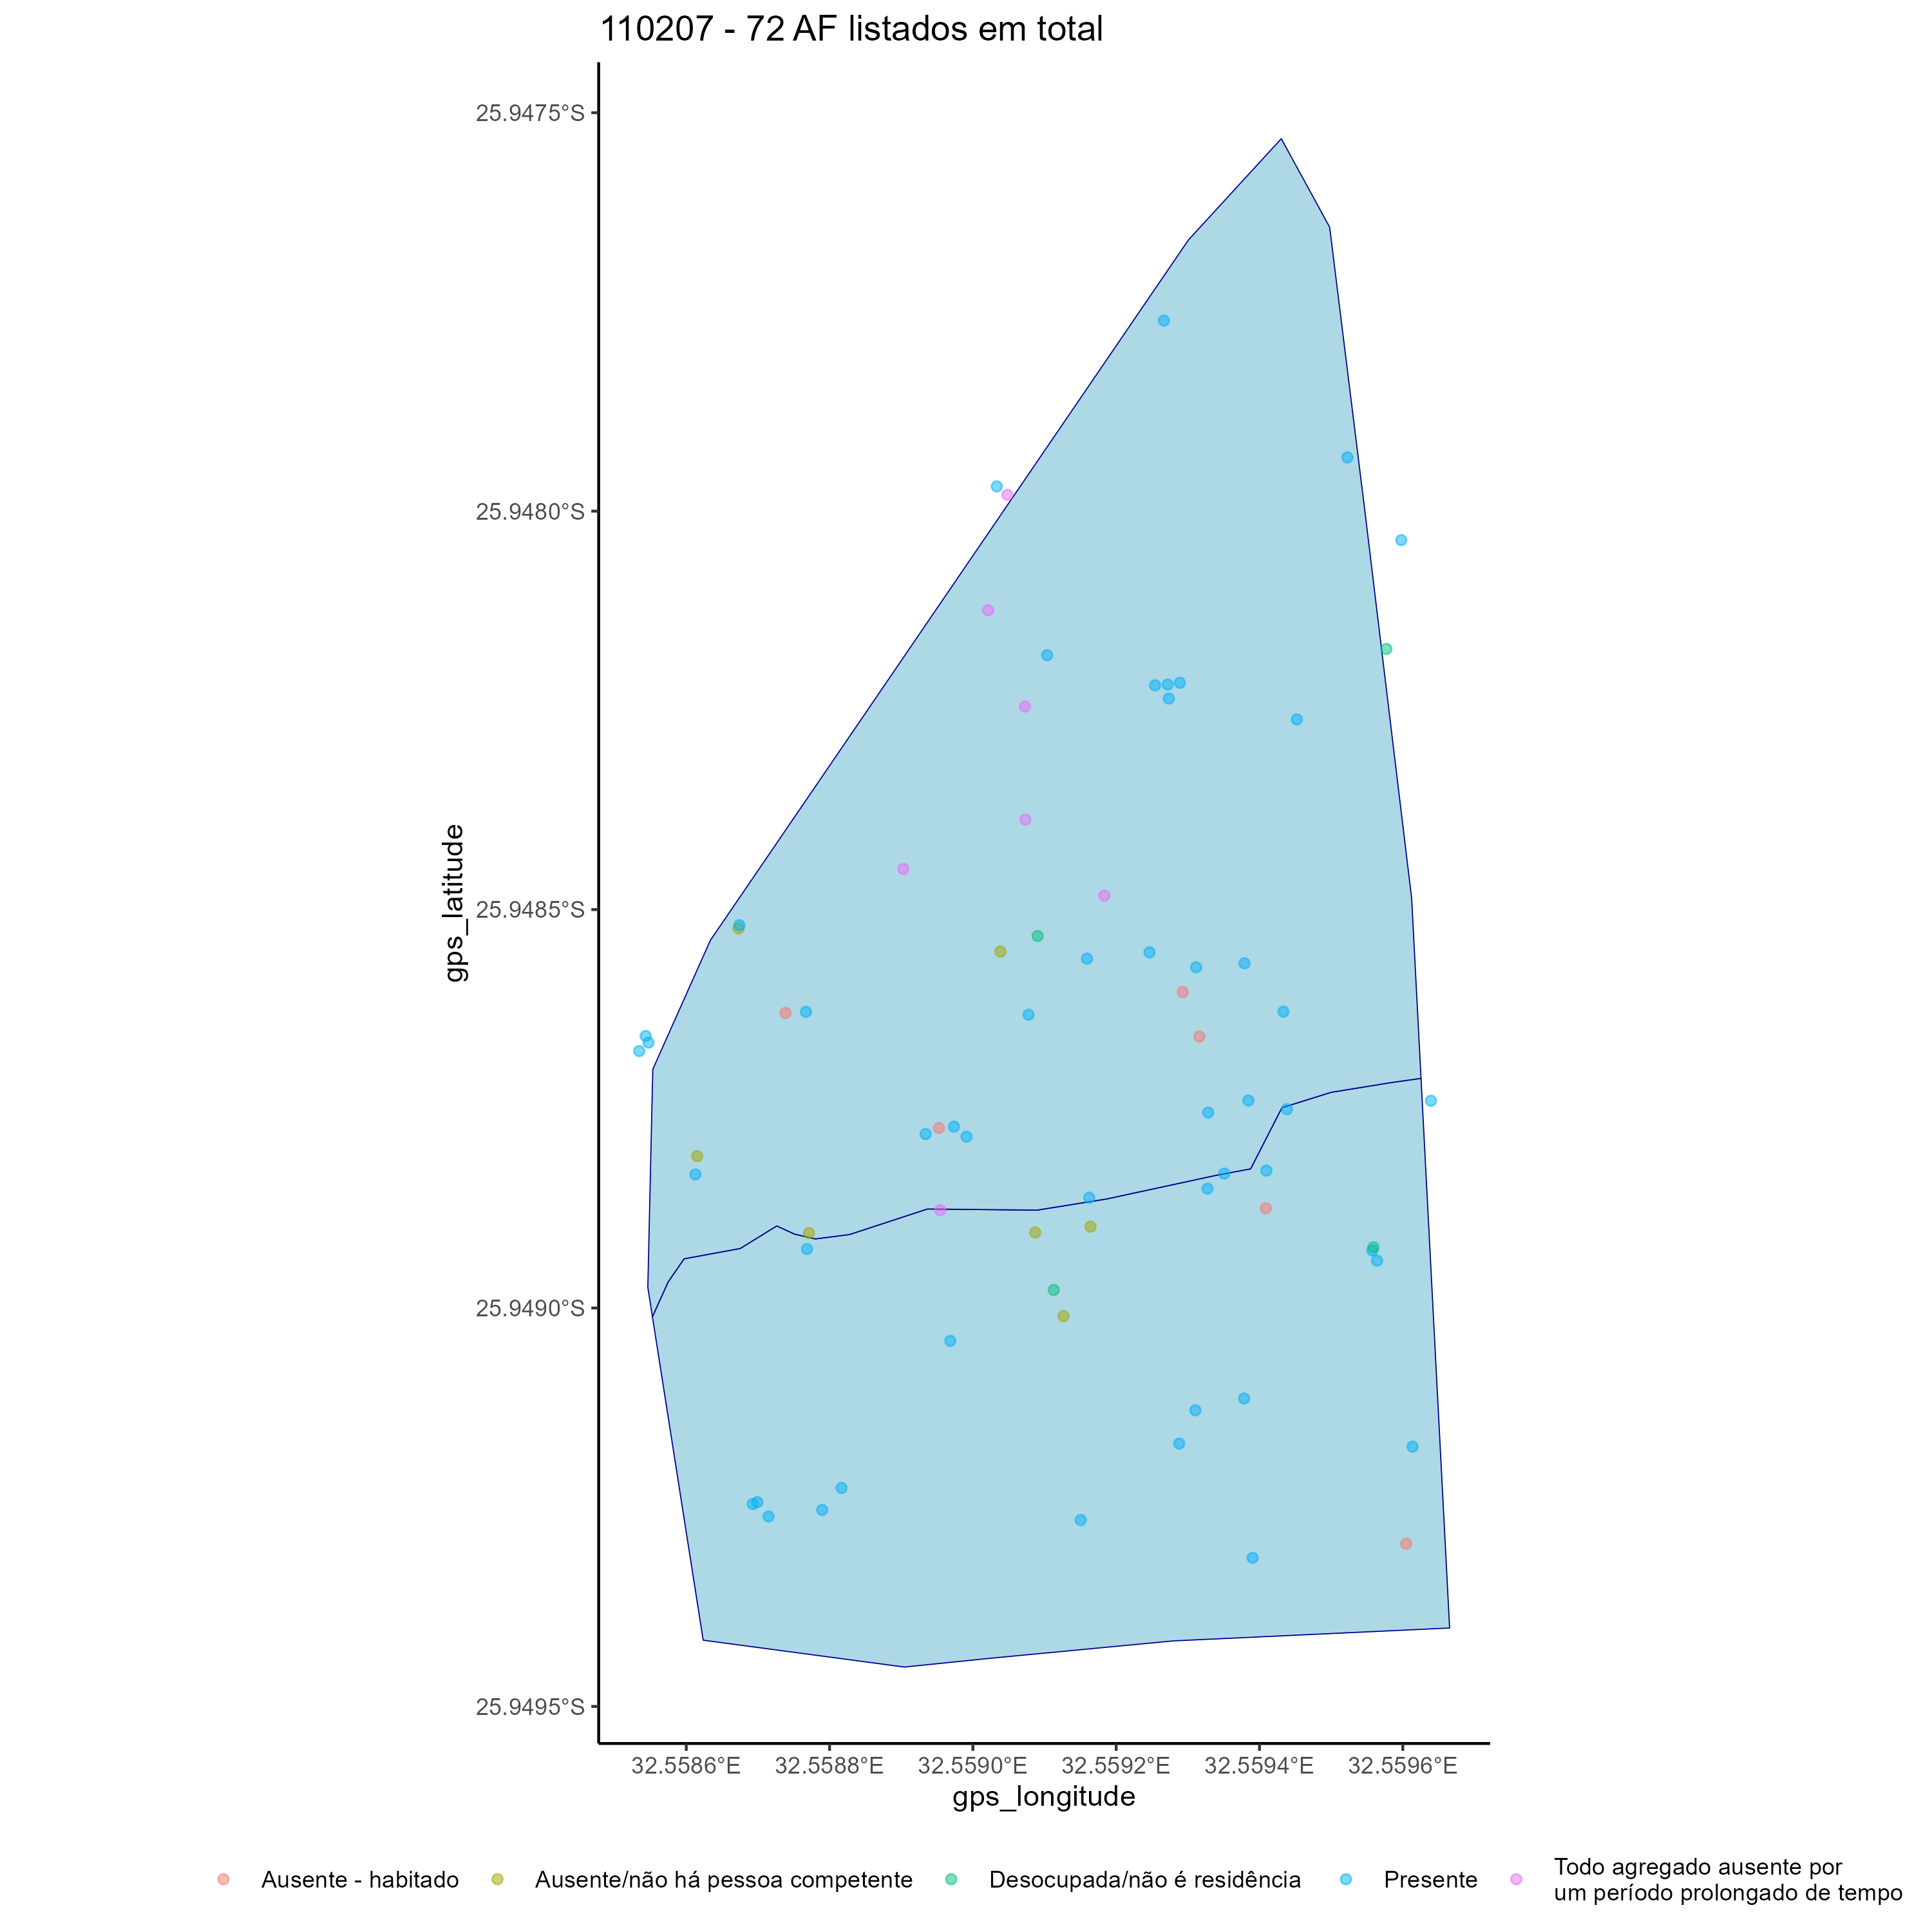 110207 - 72 AF listados em total
25.9475°S
25.9480°S
25.9485°S
25.9490°S
25.9495°S
gps_latitude
32.5586°E 32.5588°E 32.5590°E 32.5592°E 32.5594°E 32.5596°E
gps_longitude
Ausente - habitado
Ausente/não há pessoa competente
Desocupada/não é residência
Presente
Todo agregado ausente por
um período prolongado de tempo